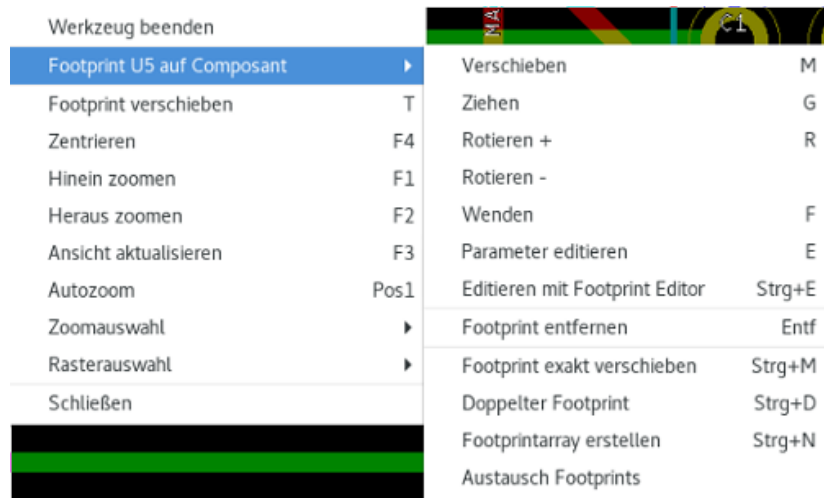 Werkzeug beenden
Footprint U5 auf Composant
Footprint verschieben T
Zentrieren F4
Hinein zoomen F1
Heraus zoomen F2
Ansicht aktualisieren F3
Autozoom Pos1
Zoomauswahl
Rasterauswahl
Schließen
MA
C1
Verschieben M
Ziehen G
Rotieren + R
Rotieren -
Wenden F
Parameter editieren E
Editieren mit Footprint Editor Strg+E
Footprint entfernen Entf
Footprint exakt verschieben Strg+M
Doppelter Footprint Strg+D
Footprintarray erstellen Strg+N
Austausch Footprints